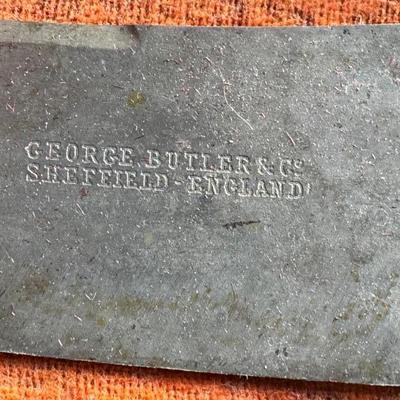 GEORGE BUTLER & Co
SHEFFIELD - ENGLAND